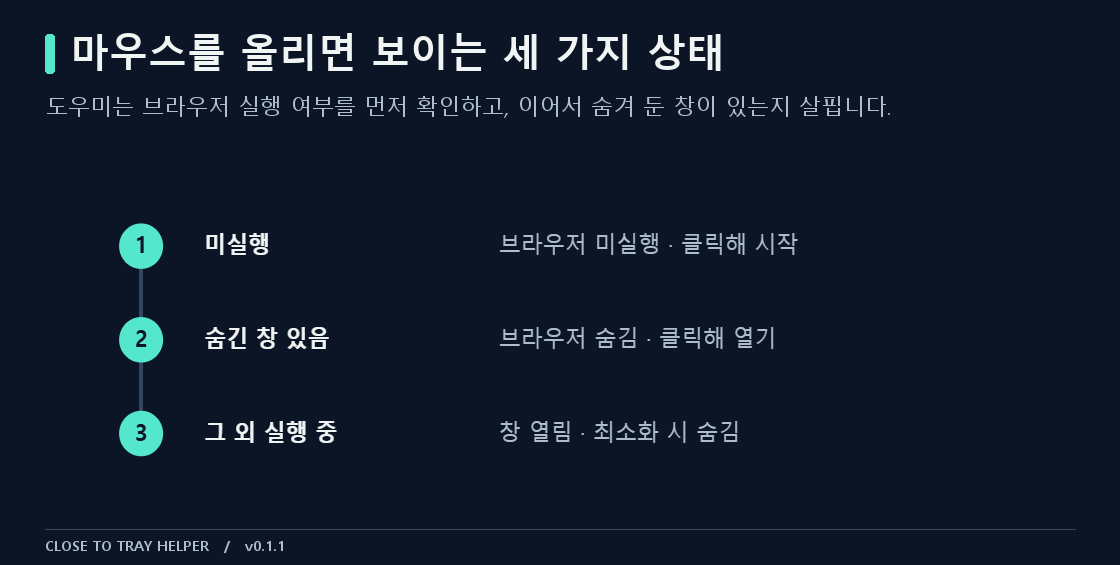 마우스를 올리면 보이는 세 가지 상태
도우미는 브라우저 실행 여부를 먼저 확인하고, 이어서 숨겨 둔 창이 있는지 살핍니다.
1 미실행 브라우저 미실행 · 클릭해 시작
2 숨긴 창 있음 브라우저 숨김 · 클릭해 열기
3 그 외 실행 중 창 열림 · 최소화 시 숨김
CLOSE TO TRAY HELPER / v0.1.1